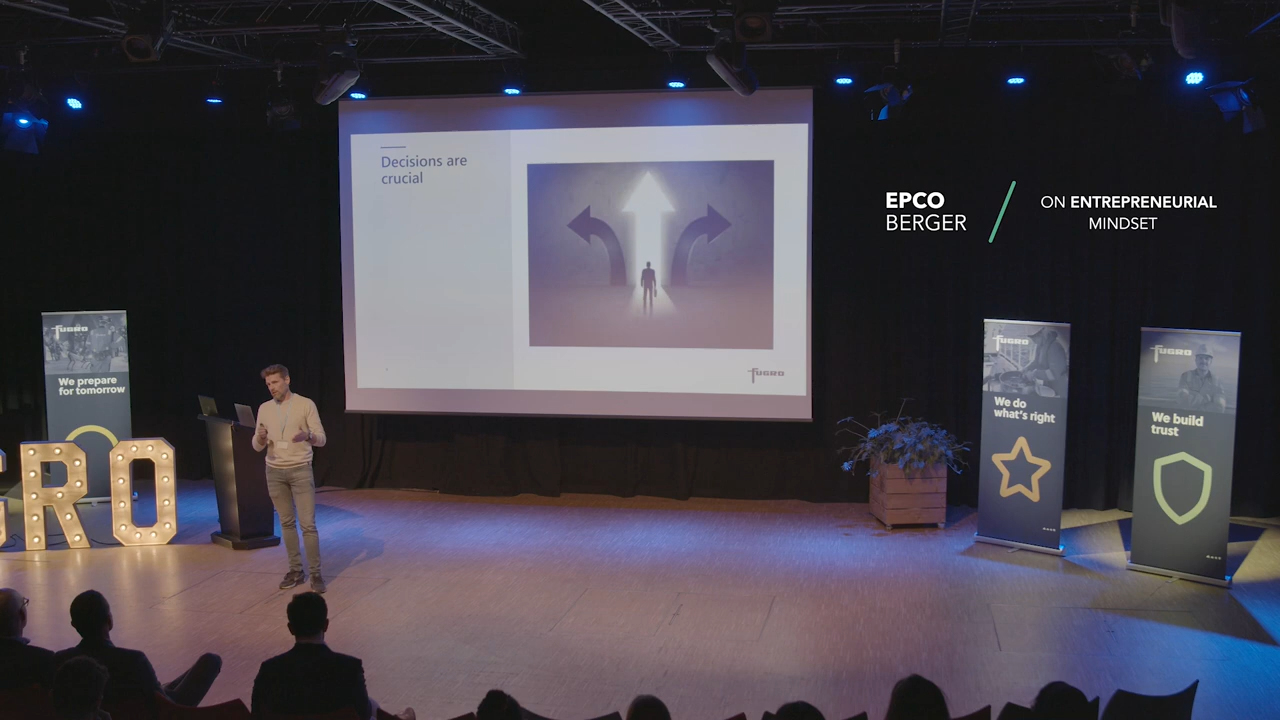 Decisions are
crucial
FUGRO
EPCO
BERGER
ON ENTREPRENEURIAL
MINDSET
FUGRO
We prepare
for tomorrow
GRO
FUGRO
We do
what's right
FUGRO
We build
trust